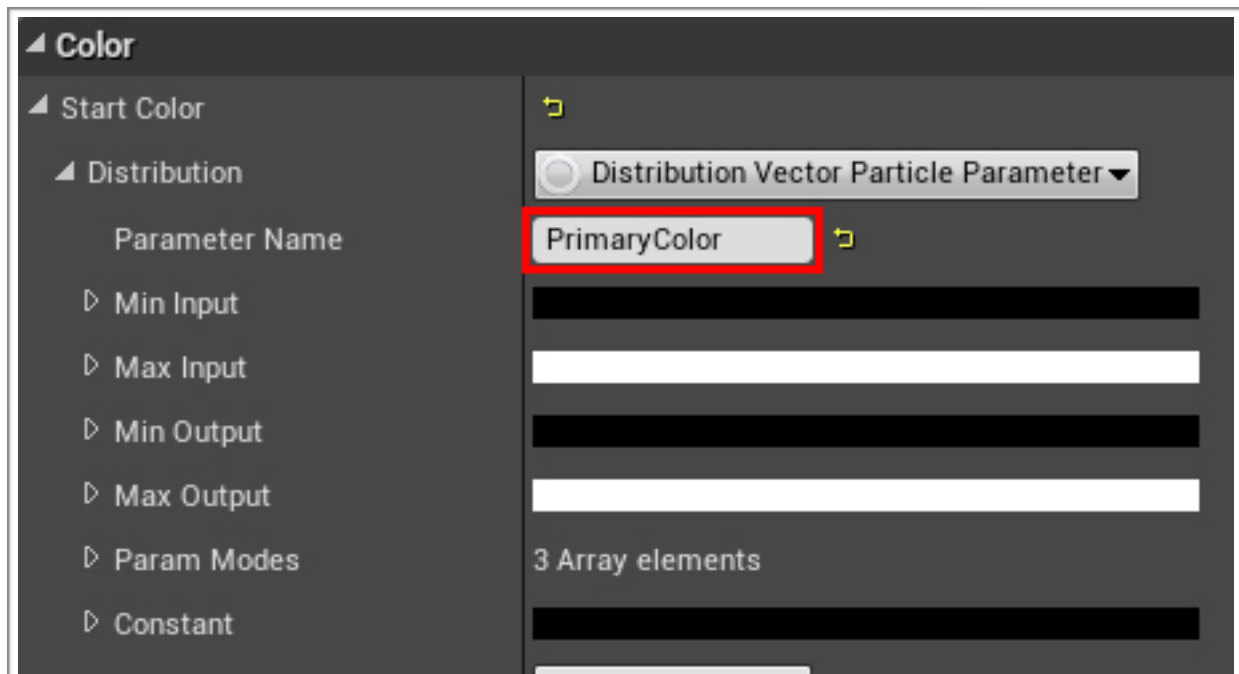 Color
Start Color
Distribution Distribution Vector Particle Parameter
Parameter Name PrimaryColor
Min Input
Max Input
Min Output
Max Output
Param Modes 3 Array elements
Constant